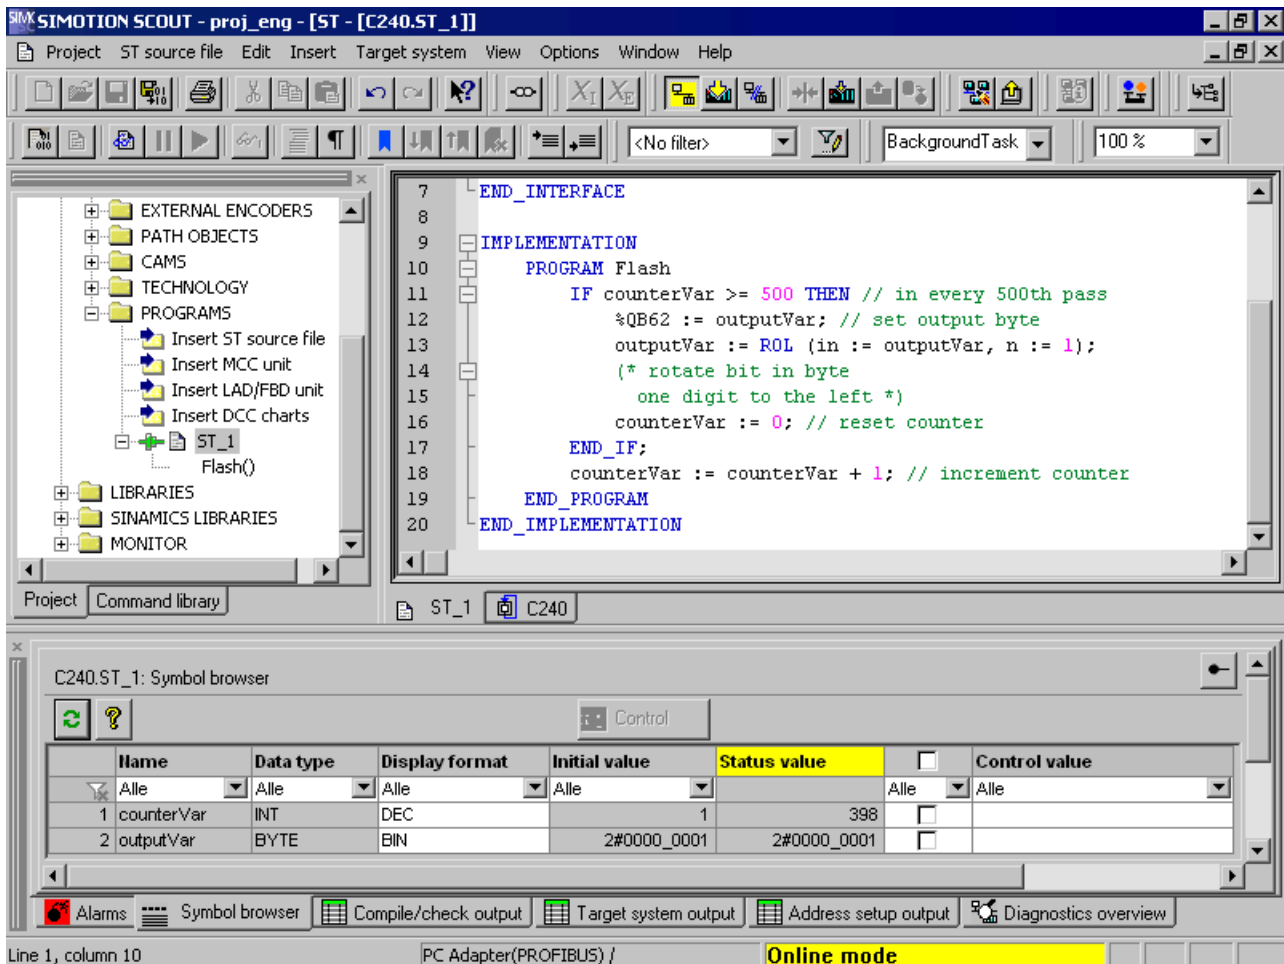 SIMOTION SCOUT - proj_eng - [ST - [C240.ST_1]]
Project ST source file Edit Insert Target system View Options Window Help
<No filter> BackgroundTask 100 %
EXTERNAL ENCODERS
PATH OBJECTS
CAMS
TECHNOLOGY
PROGRAMS
Insert ST source file
Insert MCC unit
Insert LAD/FBD unit
Insert DCC charts
ST_1
Flash()
LIBRARIES
SINAMICS LIBRARIES
MONITOR
Project Command library
7 END_INTERFACE
8
9 IMPLEMENTATION
10 PROGRAM Flash
11 IF counterVar >= 500 THEN // in every 500th pass
12 %QB62 := outputVar; // set output byte
13 outputVar := ROL (in := outputVar, n := 1);
14 (* rotate bit in byte
15 one digit to the left *)
16 counterVar := 0; // reset counter
17 END_IF;
18 counterVar := counterVar + 1; // increment counter
19 END_PROGRAM
20 END_IMPLEMENTATION
ST_1 C240
C240.ST_1: Symbol browser
Control
Name Data type Display format Initial value Status value Control value
Alle Alle Alle Alle Alle Alle
1 counterVar INT DEC 1 398
2 outputVar BYTE BIN 2#0000_0001 2#0000_0001
Alarms Symbol browser Compile/check output Target system output Address setup output Diagnostics overview
Line 1, column 10 PC Adapter(PROFIBUS) / Online mode